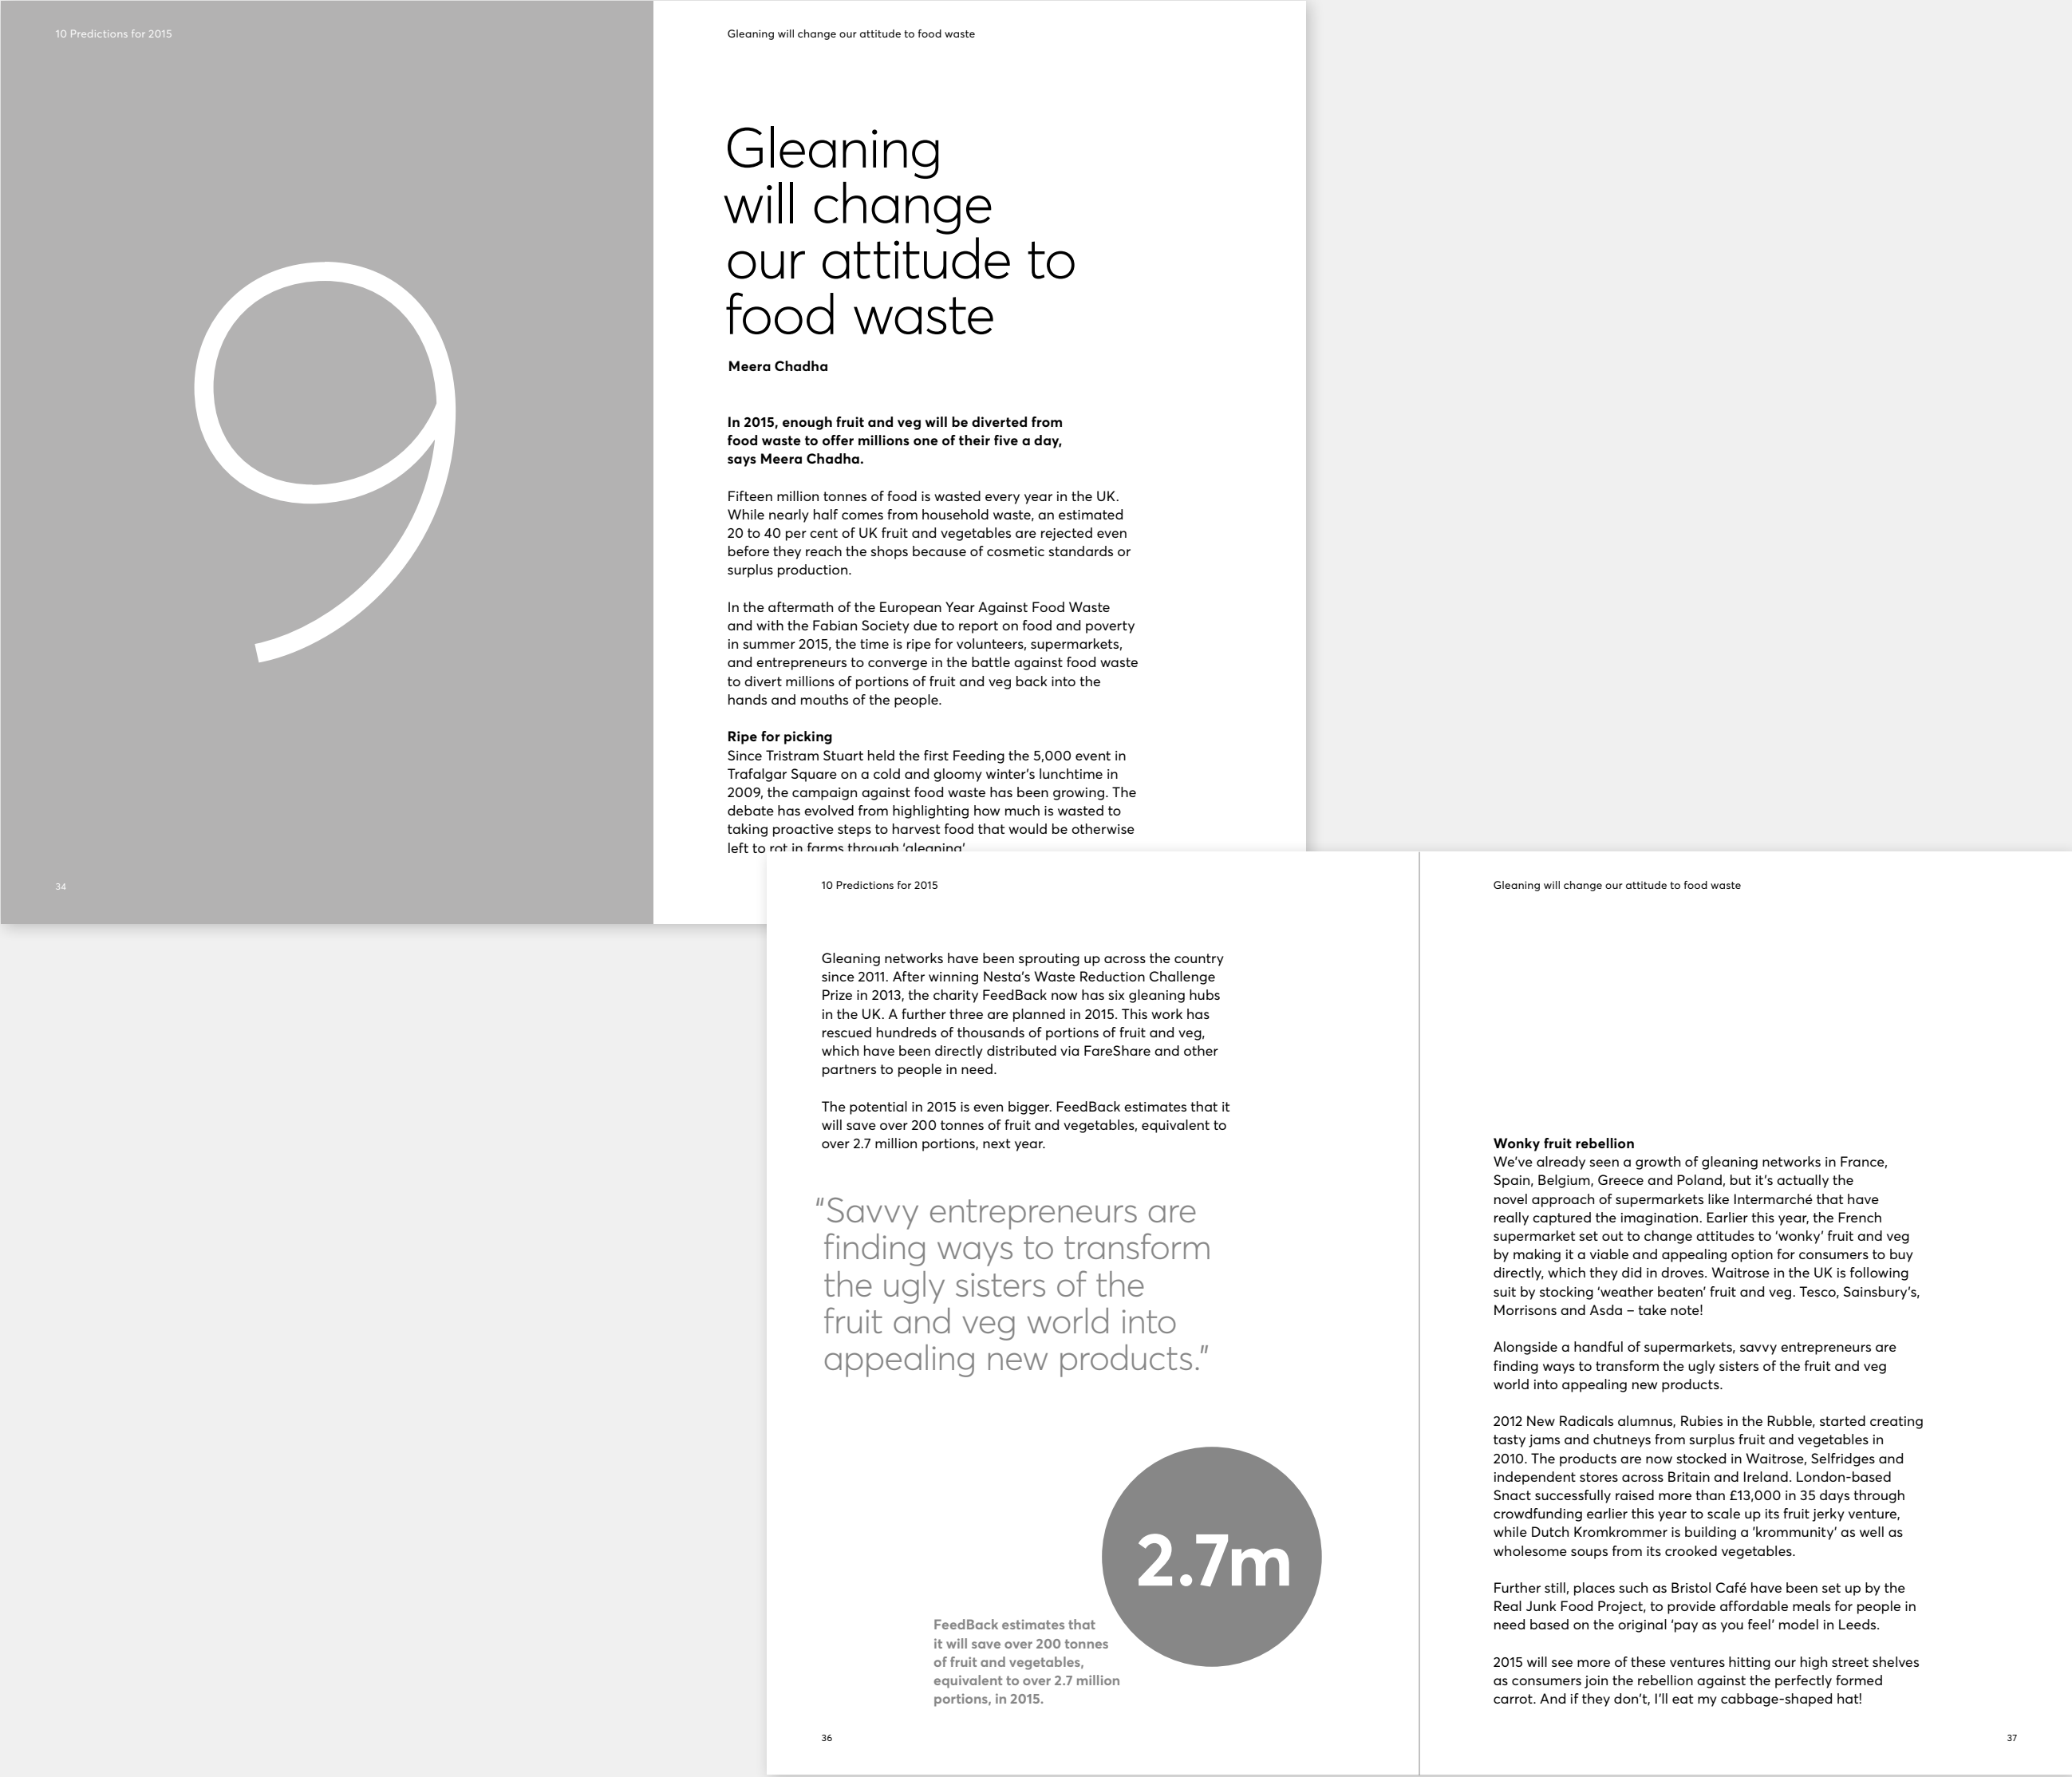 10 Predictions for 2015
9
34
Gleaning will change our attitude to food waste
Gleaning
will change
our attitude to
food waste
Meera Chadha
In 2015, enough fruit and veg will be diverted from
food waste to offer millions one of their five a day,
says Meera Chadha.
Fifteen million tonnes of food is wasted every year in the UK.
While nearly half comes from household waste, an estimated
20 to 40 per cent of UK fruit and vegetables are rejected even
before they reach the shops because of cosmetic standards or
surplus production.
In the aftermath of the European Year Against Food Waste
and with the Fabian Society due to report on food and poverty
in summer 2015, the time is ripe for volunteers, supermarkets,
and entrepreneurs to converge in the battle against food waste
to divert millions of portions of fruit and veg back into the
hands and mouths of the people.
Ripe for picking
Since Tristram Stuart held the first Feeding the 5,000 event in
Trafalgar Square on a cold and gloomy winter's lunchtime in
2009, the campaign against food waste has been growing. The
debate has evolved from highlighting how much is wasted to
taking proactive steps to harvest food that would be otherwise
left to rot in farms through 'gleaning'
10 Predictions for 2015
Gleaning networks have been sprouting up across the country
since 2011. After winning Nesta's Waste Reduction Challenge
Prize in 2013, the charity FeedBack now has six gleaning hubs
in the UK. A further three are planned in 2015. This work has
rescued hundreds of thousands of portions of fruit and veg,
which have been directly distributed via FareShare and other
partners to people in need.
The potential in 2015 is even bigger. FeedBack estimates that it
will save over 200 tonnes of fruit and vegetables, equivalent to
over 2.7 million portions, next year.
"Savvy entrepreneurs are
finding ways to transform
the ugly sisters of the
fruit and veg world into
appealing new products."
2.7m
FeedBack estimates that
it will save over 200 tonnes
of fruit and vegetables,
equivalent to over 2.7 million
portions, in 2015.
36
Gleaning will change our attitude to food waste
Wonky fruit rebellion
We've already seen a growth of gleaning networks in France,
Spain, Belgium, Greece and Poland, but it's actually the
novel approach of supermarkets like Intermarché that have
really captured the imagination. Earlier this year, the French
supermarket set out to change attitudes to 'wonky' fruit and veg
by making it a viable and appealing option for consumers to buy
directly, which they did in droves. Waitrose in the UK is following
suit by stocking 'weather beaten' fruit and veg. Tesco, Sainsbury's,
Morrisons and Asda – take note!
Alongside a handful of supermarkets, savvy entrepreneurs are
finding ways to transform the ugly sisters of the fruit and veg
world into appealing new products.
2012 New Radicals alumnus, Rubies in the Rubble, started creating
tasty jams and chutneys from surplus fruit and vegetables in
2010. The products are now stocked in Waitrose, Selfridges and
independent stores across Britain and Ireland. London-based
Snact successfully raised more than £13,000 in 35 days through
crowdfunding earlier this year to scale up its fruit jerky venture,
while Dutch Kromkrommer is building a 'krommunity' as well as
wholesome soups from its crooked vegetables.
Further still, places such as Bristol Café have been set up by the
Real Junk Food Project, to provide affordable meals for people in
need based on the original 'pay as you feel' model in Leeds.
2015 will see more of these ventures hitting our high street shelves
as consumers join the rebellion against the perfectly formed
carrot. And if they don't, I'll eat my cabbage-shaped hat!
37